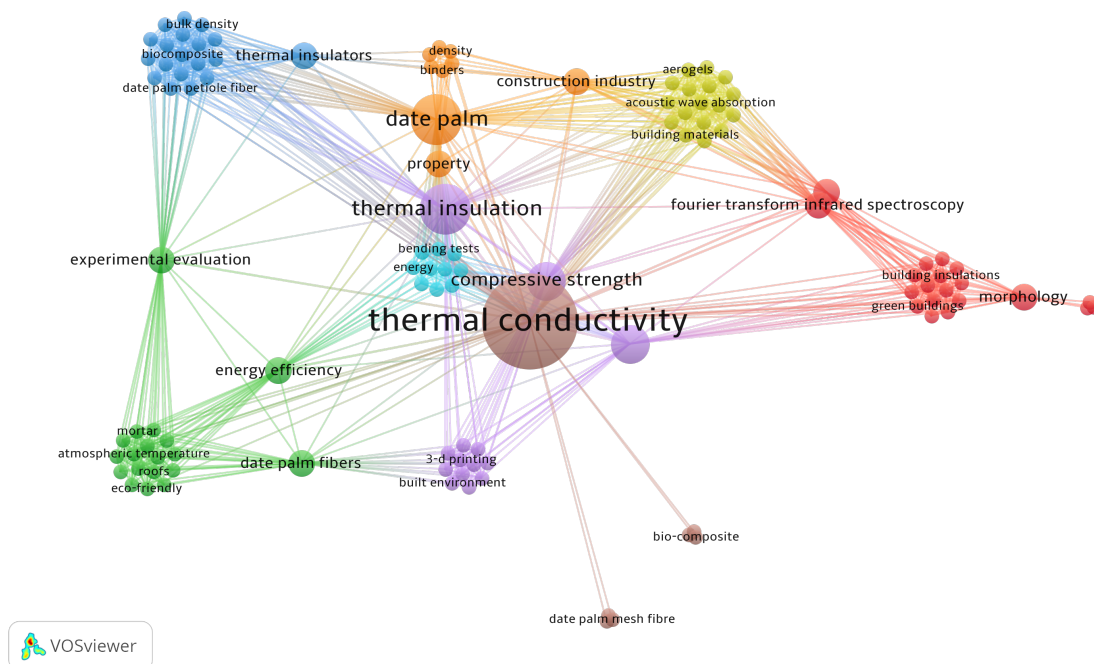 bulk density
biocomposite
thermal insulators
date palm petiole fiber
density
binders
construction industry
aerogels
acoustic wave absorption
building materials
date palm
property
thermal insulation
fourier transform infrared spectroscopy
experimental evaluation
bending tests
energy
compressive strength
building insulations
green buildings
morphology
thermal conductivity
energy efficiency
mortar
atmospheric temperature
roofs
eco-friendly
date palm fibers
3-d printing
built environment
bio-composite
date palm mesh fibre
VOSviewer